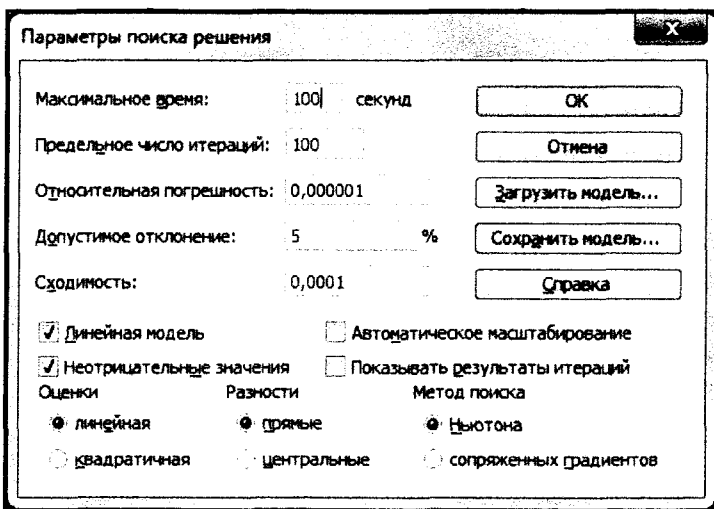 Параметры поиска решения
X
Максимальное время: 100 секунд OK
Предельное число итераций: 100 Отмена
Относительная погрешность: 0,000001 Загрузить модель...
Допустимое отклонение: 5 % Сохранить модель...
Сходимость: 0,0001 Справка
Линейная модель Автоматическое масштабирование
Неотрицательные значения Показывать результаты итераций
Оценки Разности Метод поиска
линейная прямые Ньютона
квадратичная центральные сопряженных градиентов